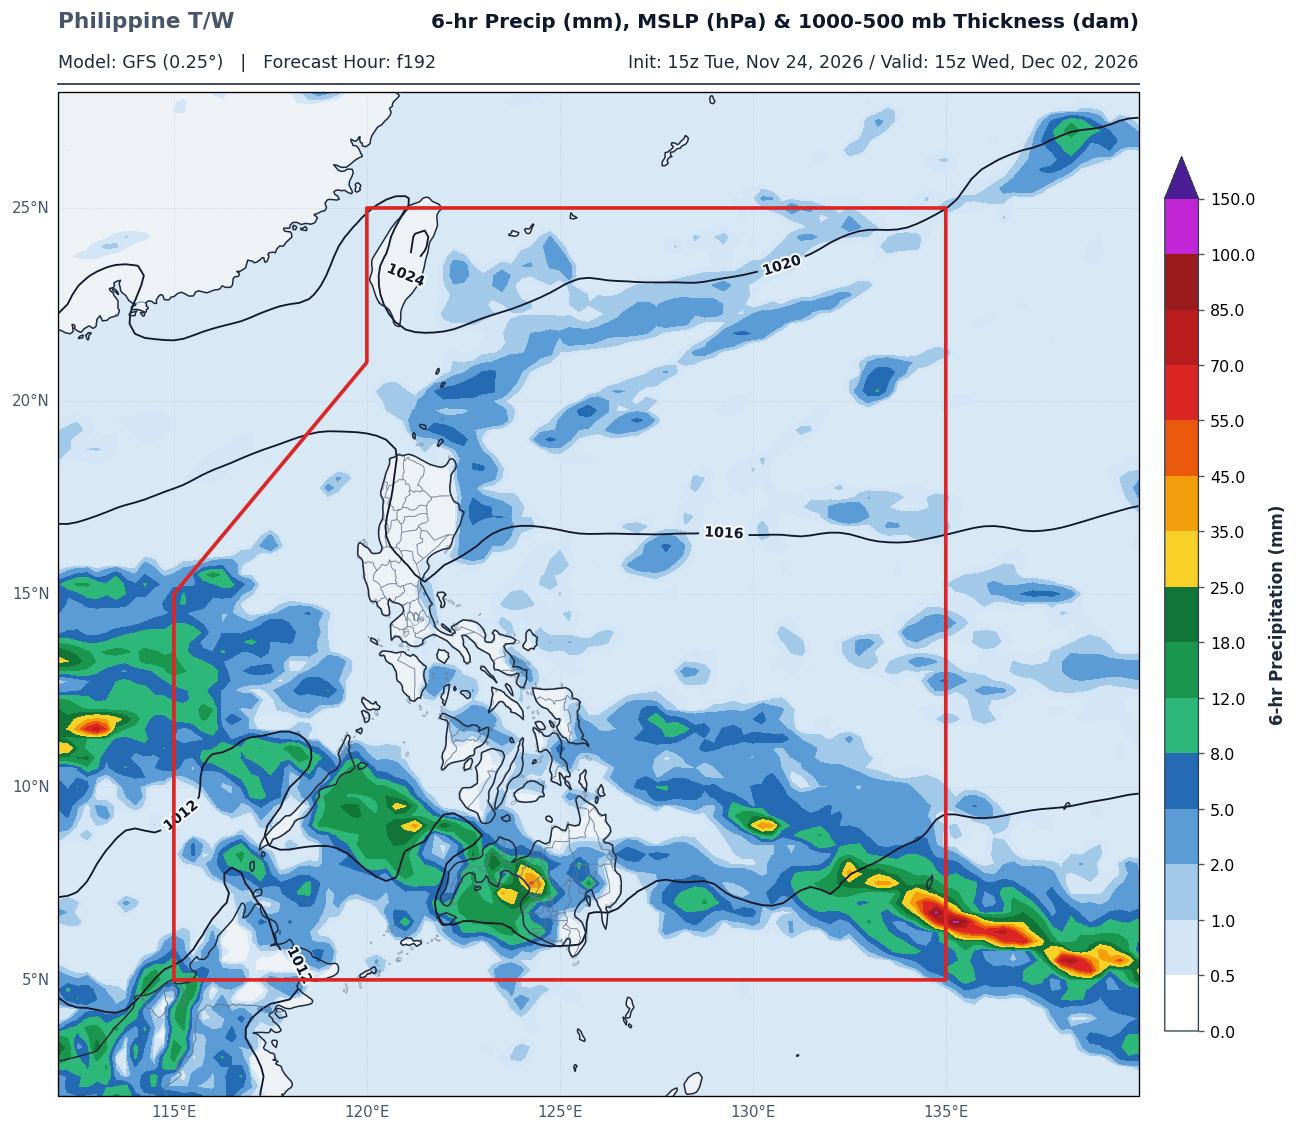 Philippine T/W
6-hr Precip (mm), MSLP (hPa) & 1000-500 mb Thickness (dam)
Model: GFS (0.25°) | Forecast Hour: f192
Init: 15z Tue, Nov 24, 2026 / Valid: 15z Wed, Dec 02, 2026
25°N
20°N
15°N
10°N
5°N
115°E
120°E
125°E
130°E
135°E
1024
1020
1016
1012
1012
150.0
100.0
85.0
70.0
55.0
45.0
35.0
25.0
18.0
12.0
8.0
5.0
2.0
1.0
0.5
0.0
6-hr Precipitation (mm)